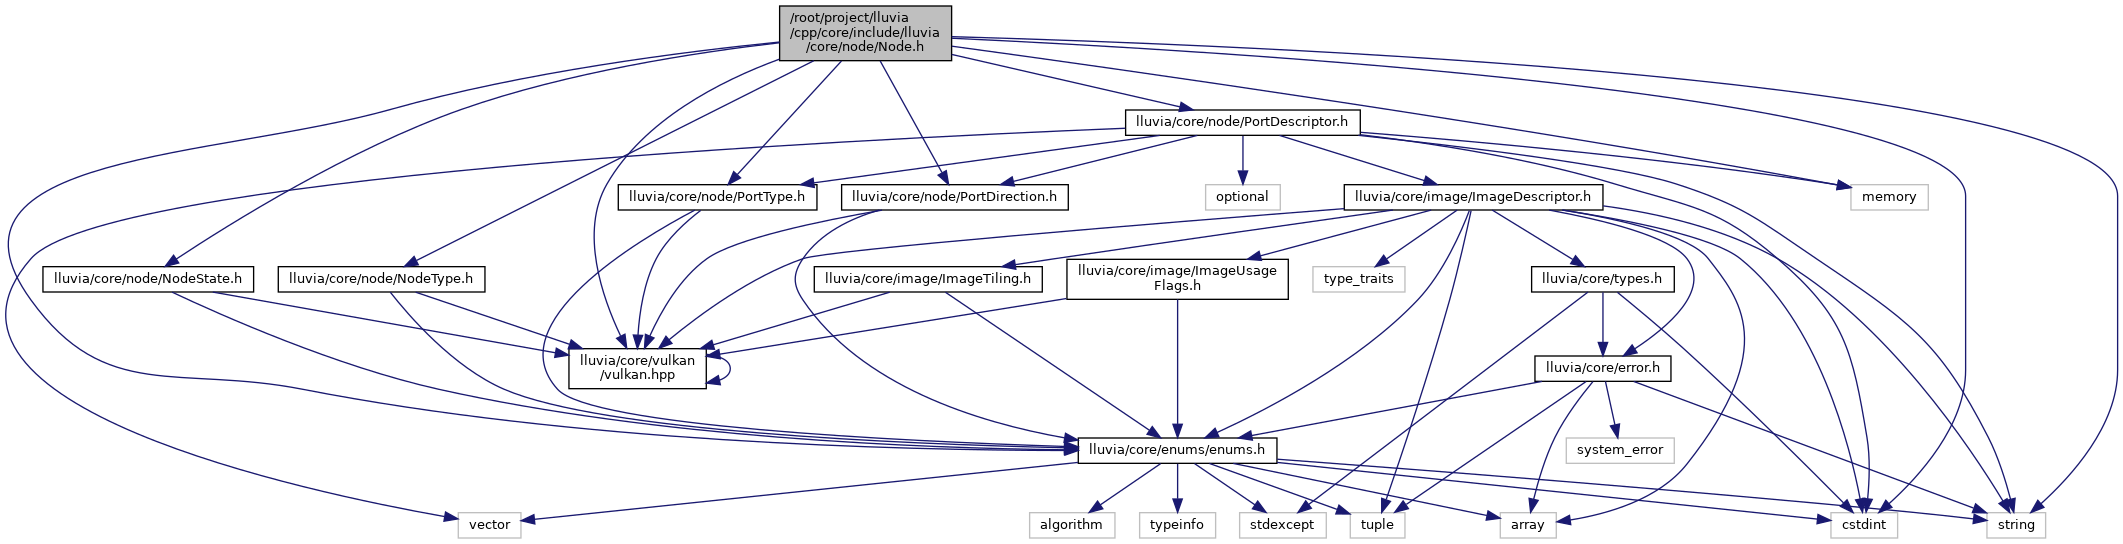 /root/project/lluvia
/cpp/core/include/lluvia
/core/node/Node.h
lluvia/core/node/PortDescriptor.h
lluvia/core/node/PortType.h
lluvia/core/node/PortDirection.h
optional
lluvia/core/image/ImageDescriptor.h
memory
lluvia/core/node/NodeState.h
lluvia/core/node/NodeType.h
lluvia/core/image/ImageTiling.h
lluvia/core/image/ImageUsage
Flags.h
type_traits
lluvia/core/types.h
lluvia/core/vulkan
/vulkan.hpp
lluvia/core/error.h
lluvia/core/enums/enums.h
system_error
vector
algorithm
typeinfo
stdexcept
tuple
array
cstdint
string